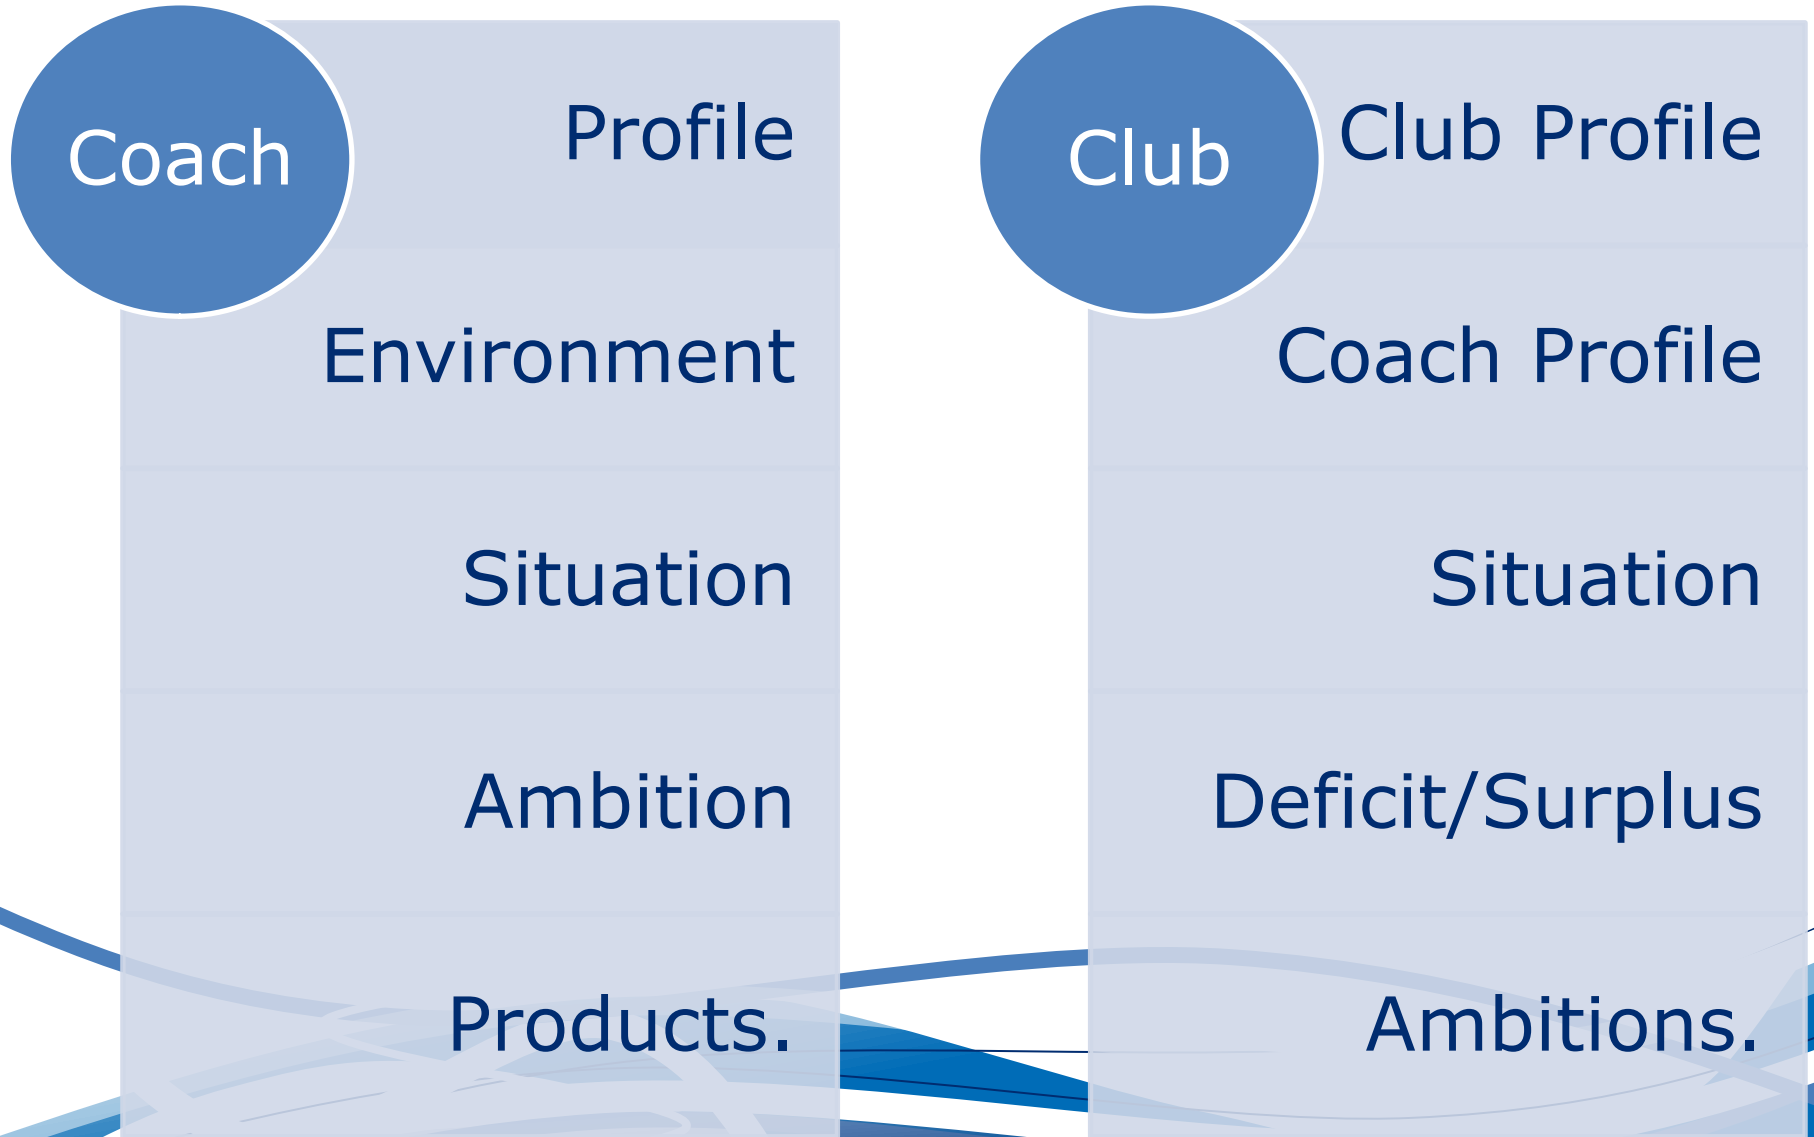 Coach
Profile
Environment
Situation
Ambition
Products.
Club
Club Profile
Coach Profile
Situation
Deficit/Surplus
Ambitions.